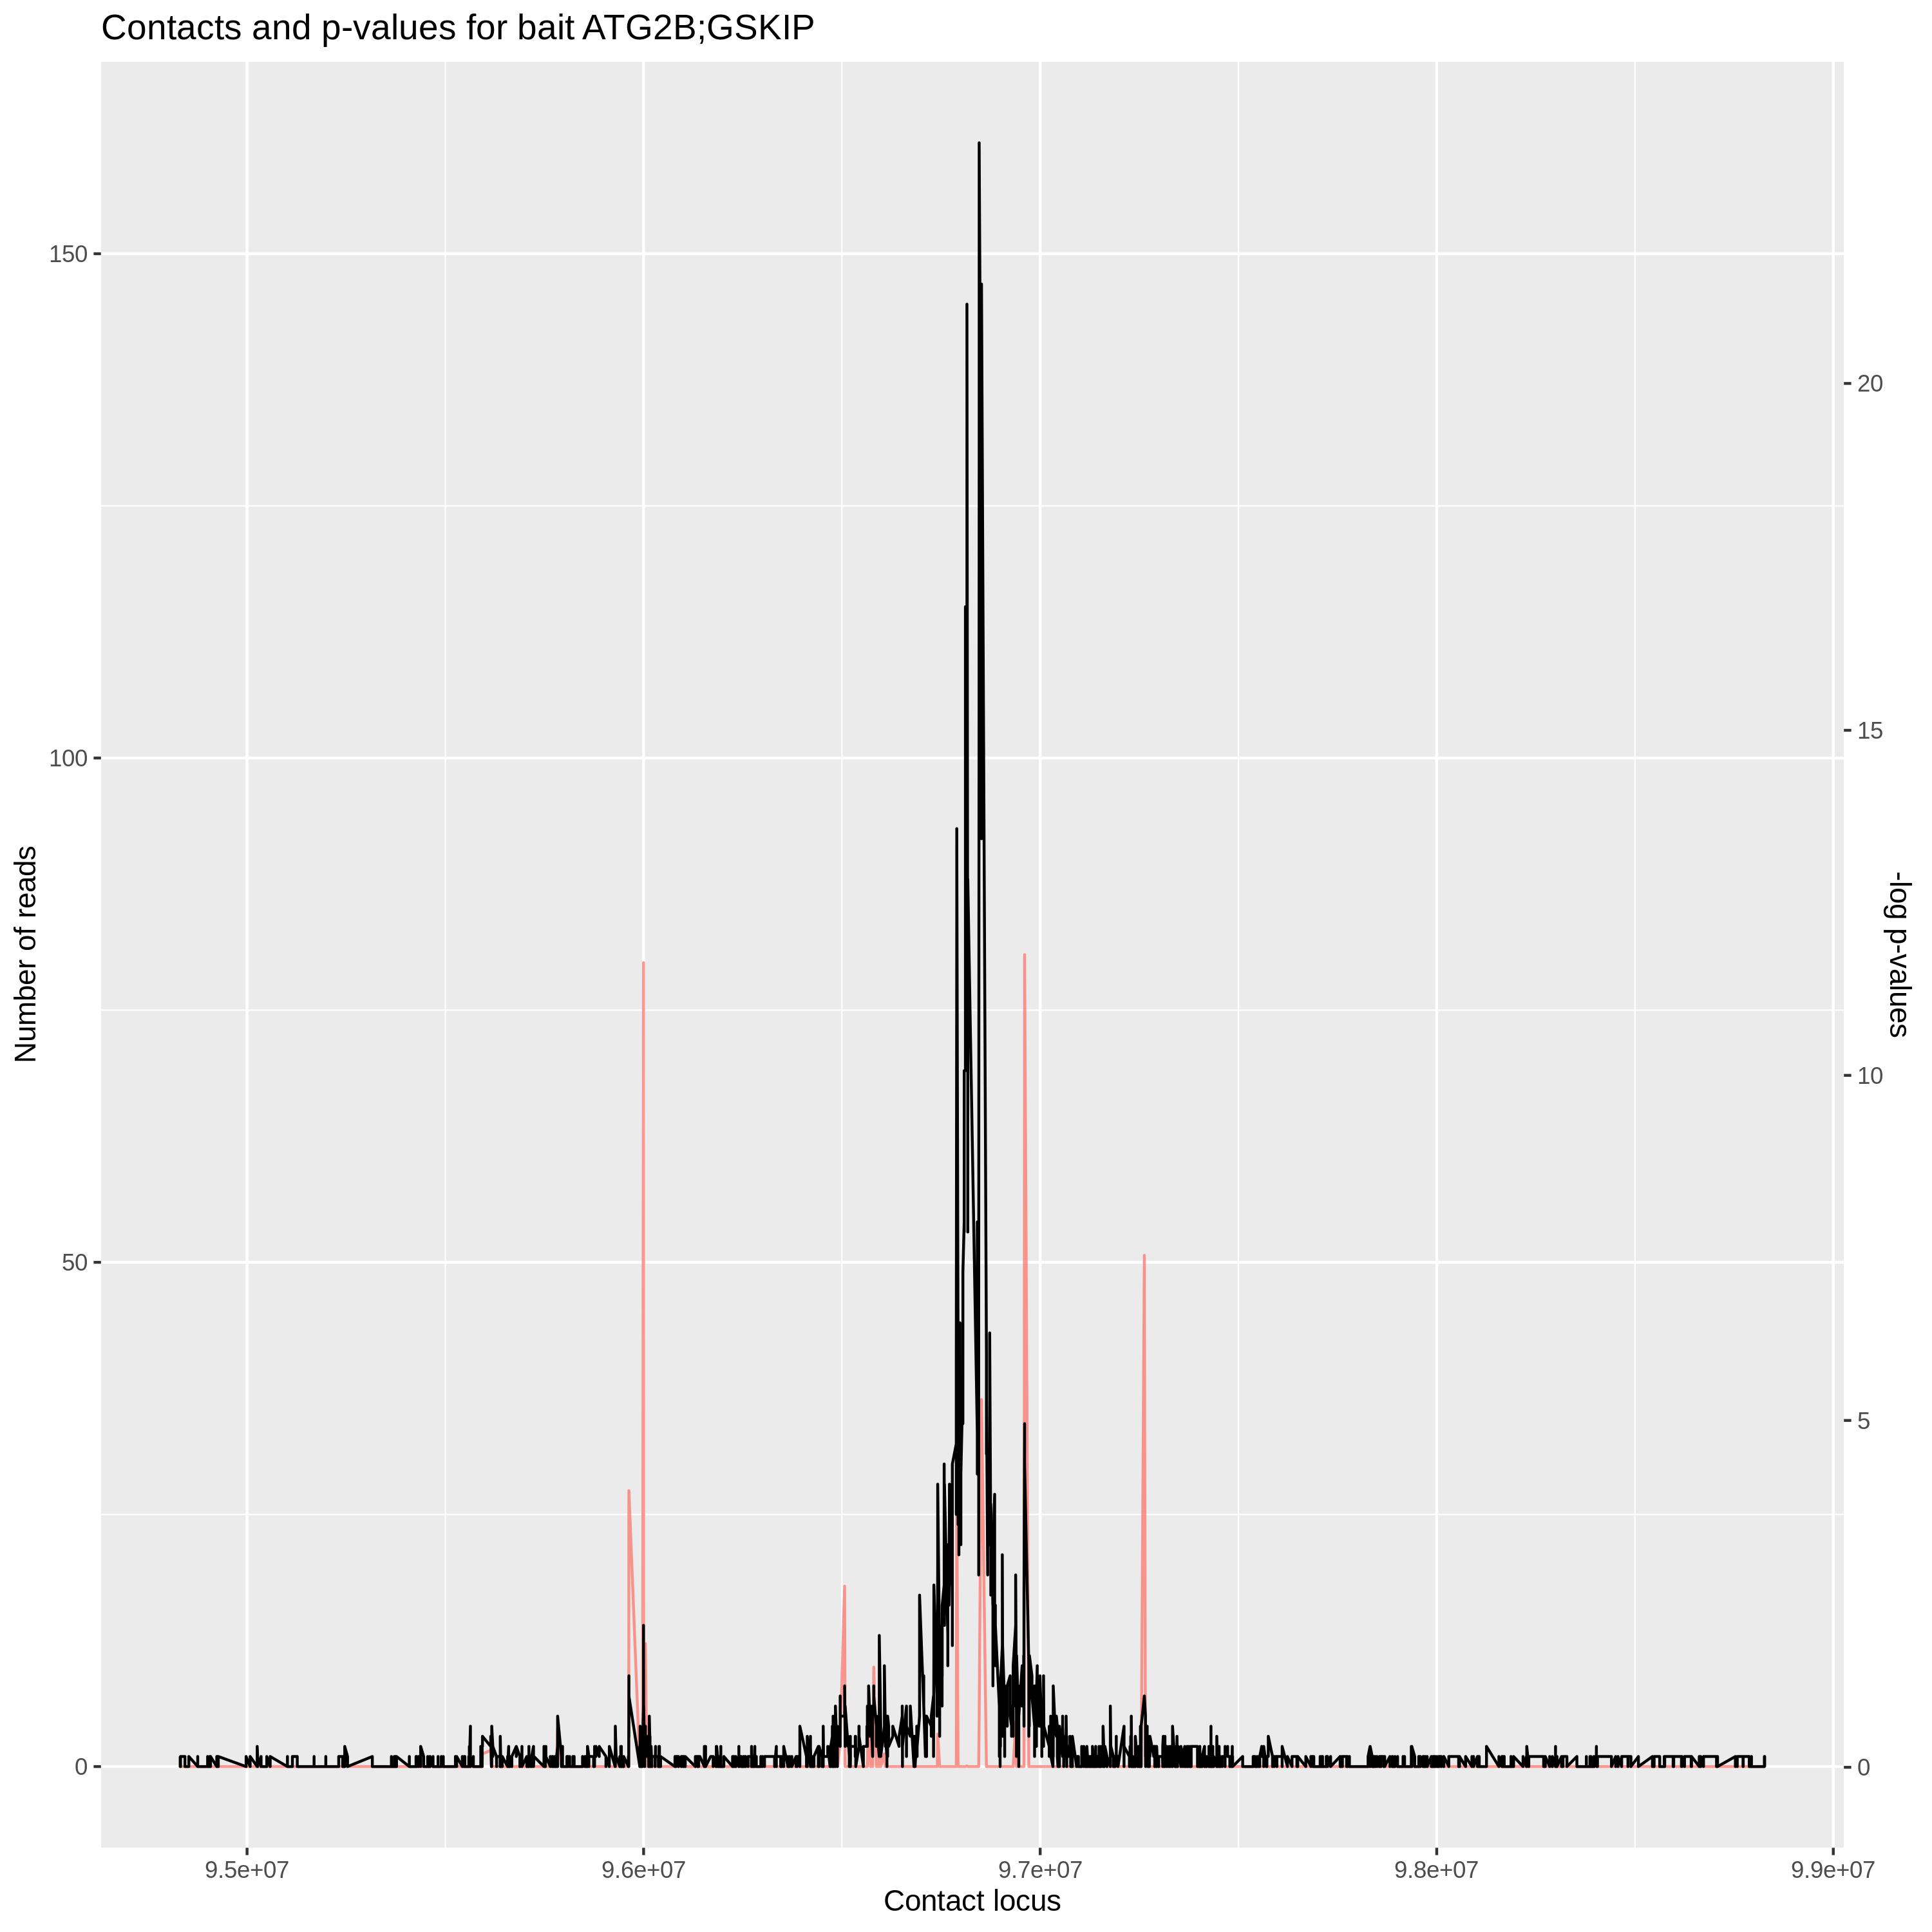 Contacts and p-values for bait ATG2B;GSKIP
150
100
50
0
Number of reads
20
15
10
5
0
-log p-values
9.5e+07
9.6e+07
9.7e+07
9.8e+07
9.9e+07
Contact locus